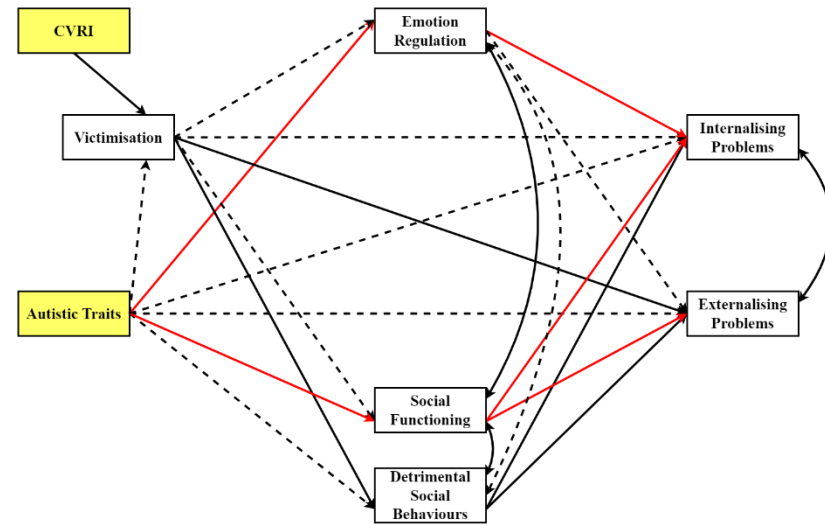 CVRI
Emotion
Regulation
Victimisation
Internalising
Problems
Autistic Traits
Externalising
Problems
Social
Functioning
Detrimental
Social
Behaviours